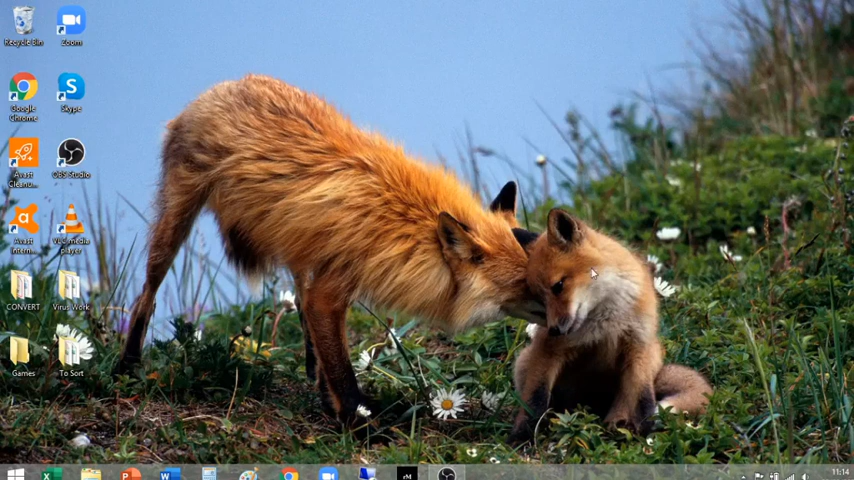 Recycle Bin
Zoom
Google
Chrome
Skype
Avast
Cleanu...
OBS Studio
Avast
Intern...
VLC media
player
CONVERT
Virus Work
Games
To Sort
11:14